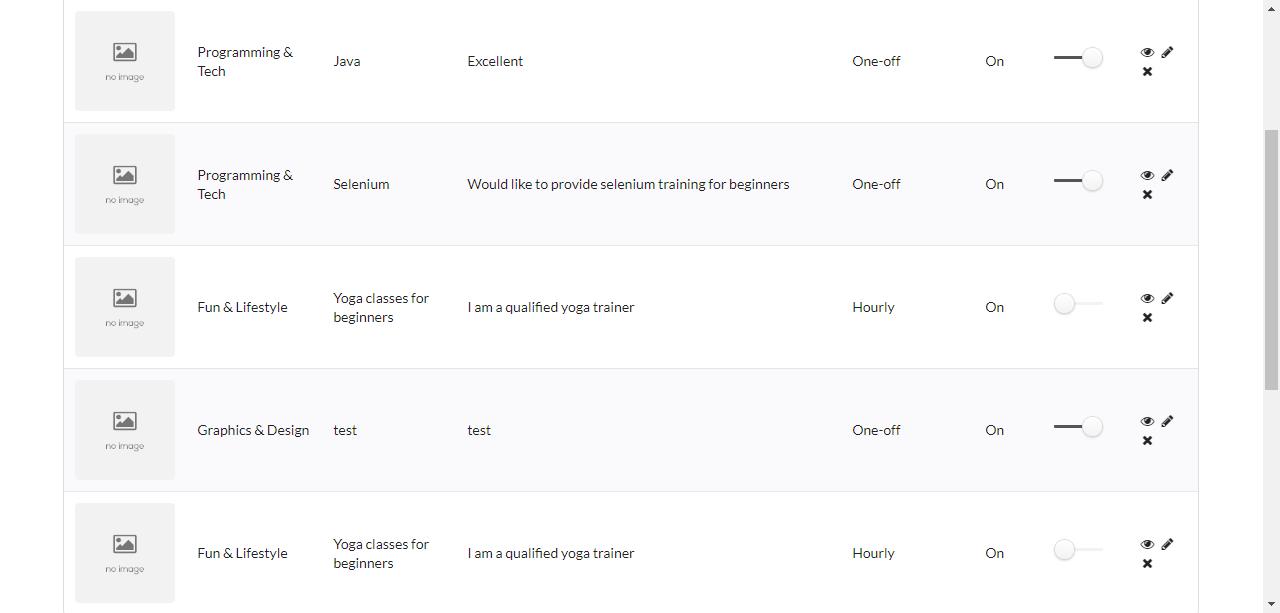 no image
Programming &
Tech
Java
Excellent
One-off
On
no image
Programming &
Tech
Selenium
Would like to provide selenium training for beginners
One-off
On
no image
Fun & Lifestyle
Yoga classes for
beginners
I am a qualified yoga trainer
Hourly
On
no image
Graphics & Design
test
test
One-off
On
no image
Fun & Lifestyle
Yoga classes for
beginners
I am a qualified yoga trainer
Hourly
On